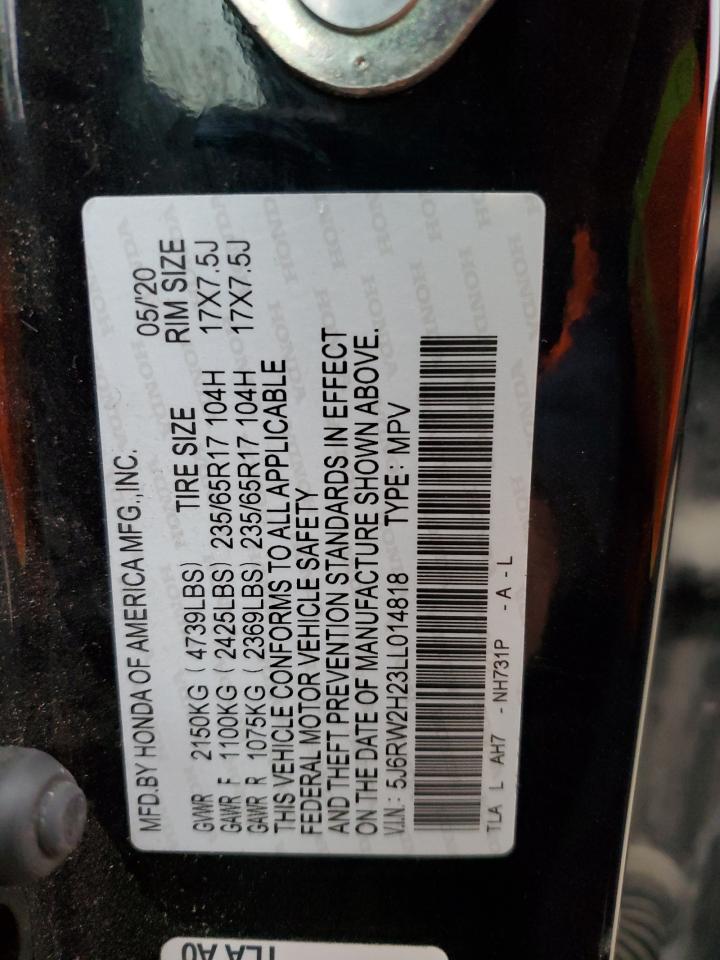 MFD.BY HONDA OF AMERICA MFG.,INC. 05/'20
GVWR 2150KG ( 4739LBS) TIRE SIZE RIM SIZE
GAWR F 1100KG ( 2425LBS) 235/65R17 104H 17X7.5J
GAWR R 1075KG ( 2369LBS) 235/65R17 104H 17X7.5J
THIS VEHICLE CONFORMS TO ALL APPLICABLE
FEDERAL MOTOR VEHICLE SAFETY
AND THEFT PREVENTION STANDARDS IN EFFECT
ON THE DATE OF MANUFACTURE SHOWN ABOVE.
V.I.N.: 5J6RW2H23LL014818 TYPE: MPV
TLA L AH7 - NH731P - A - L
TLA A0